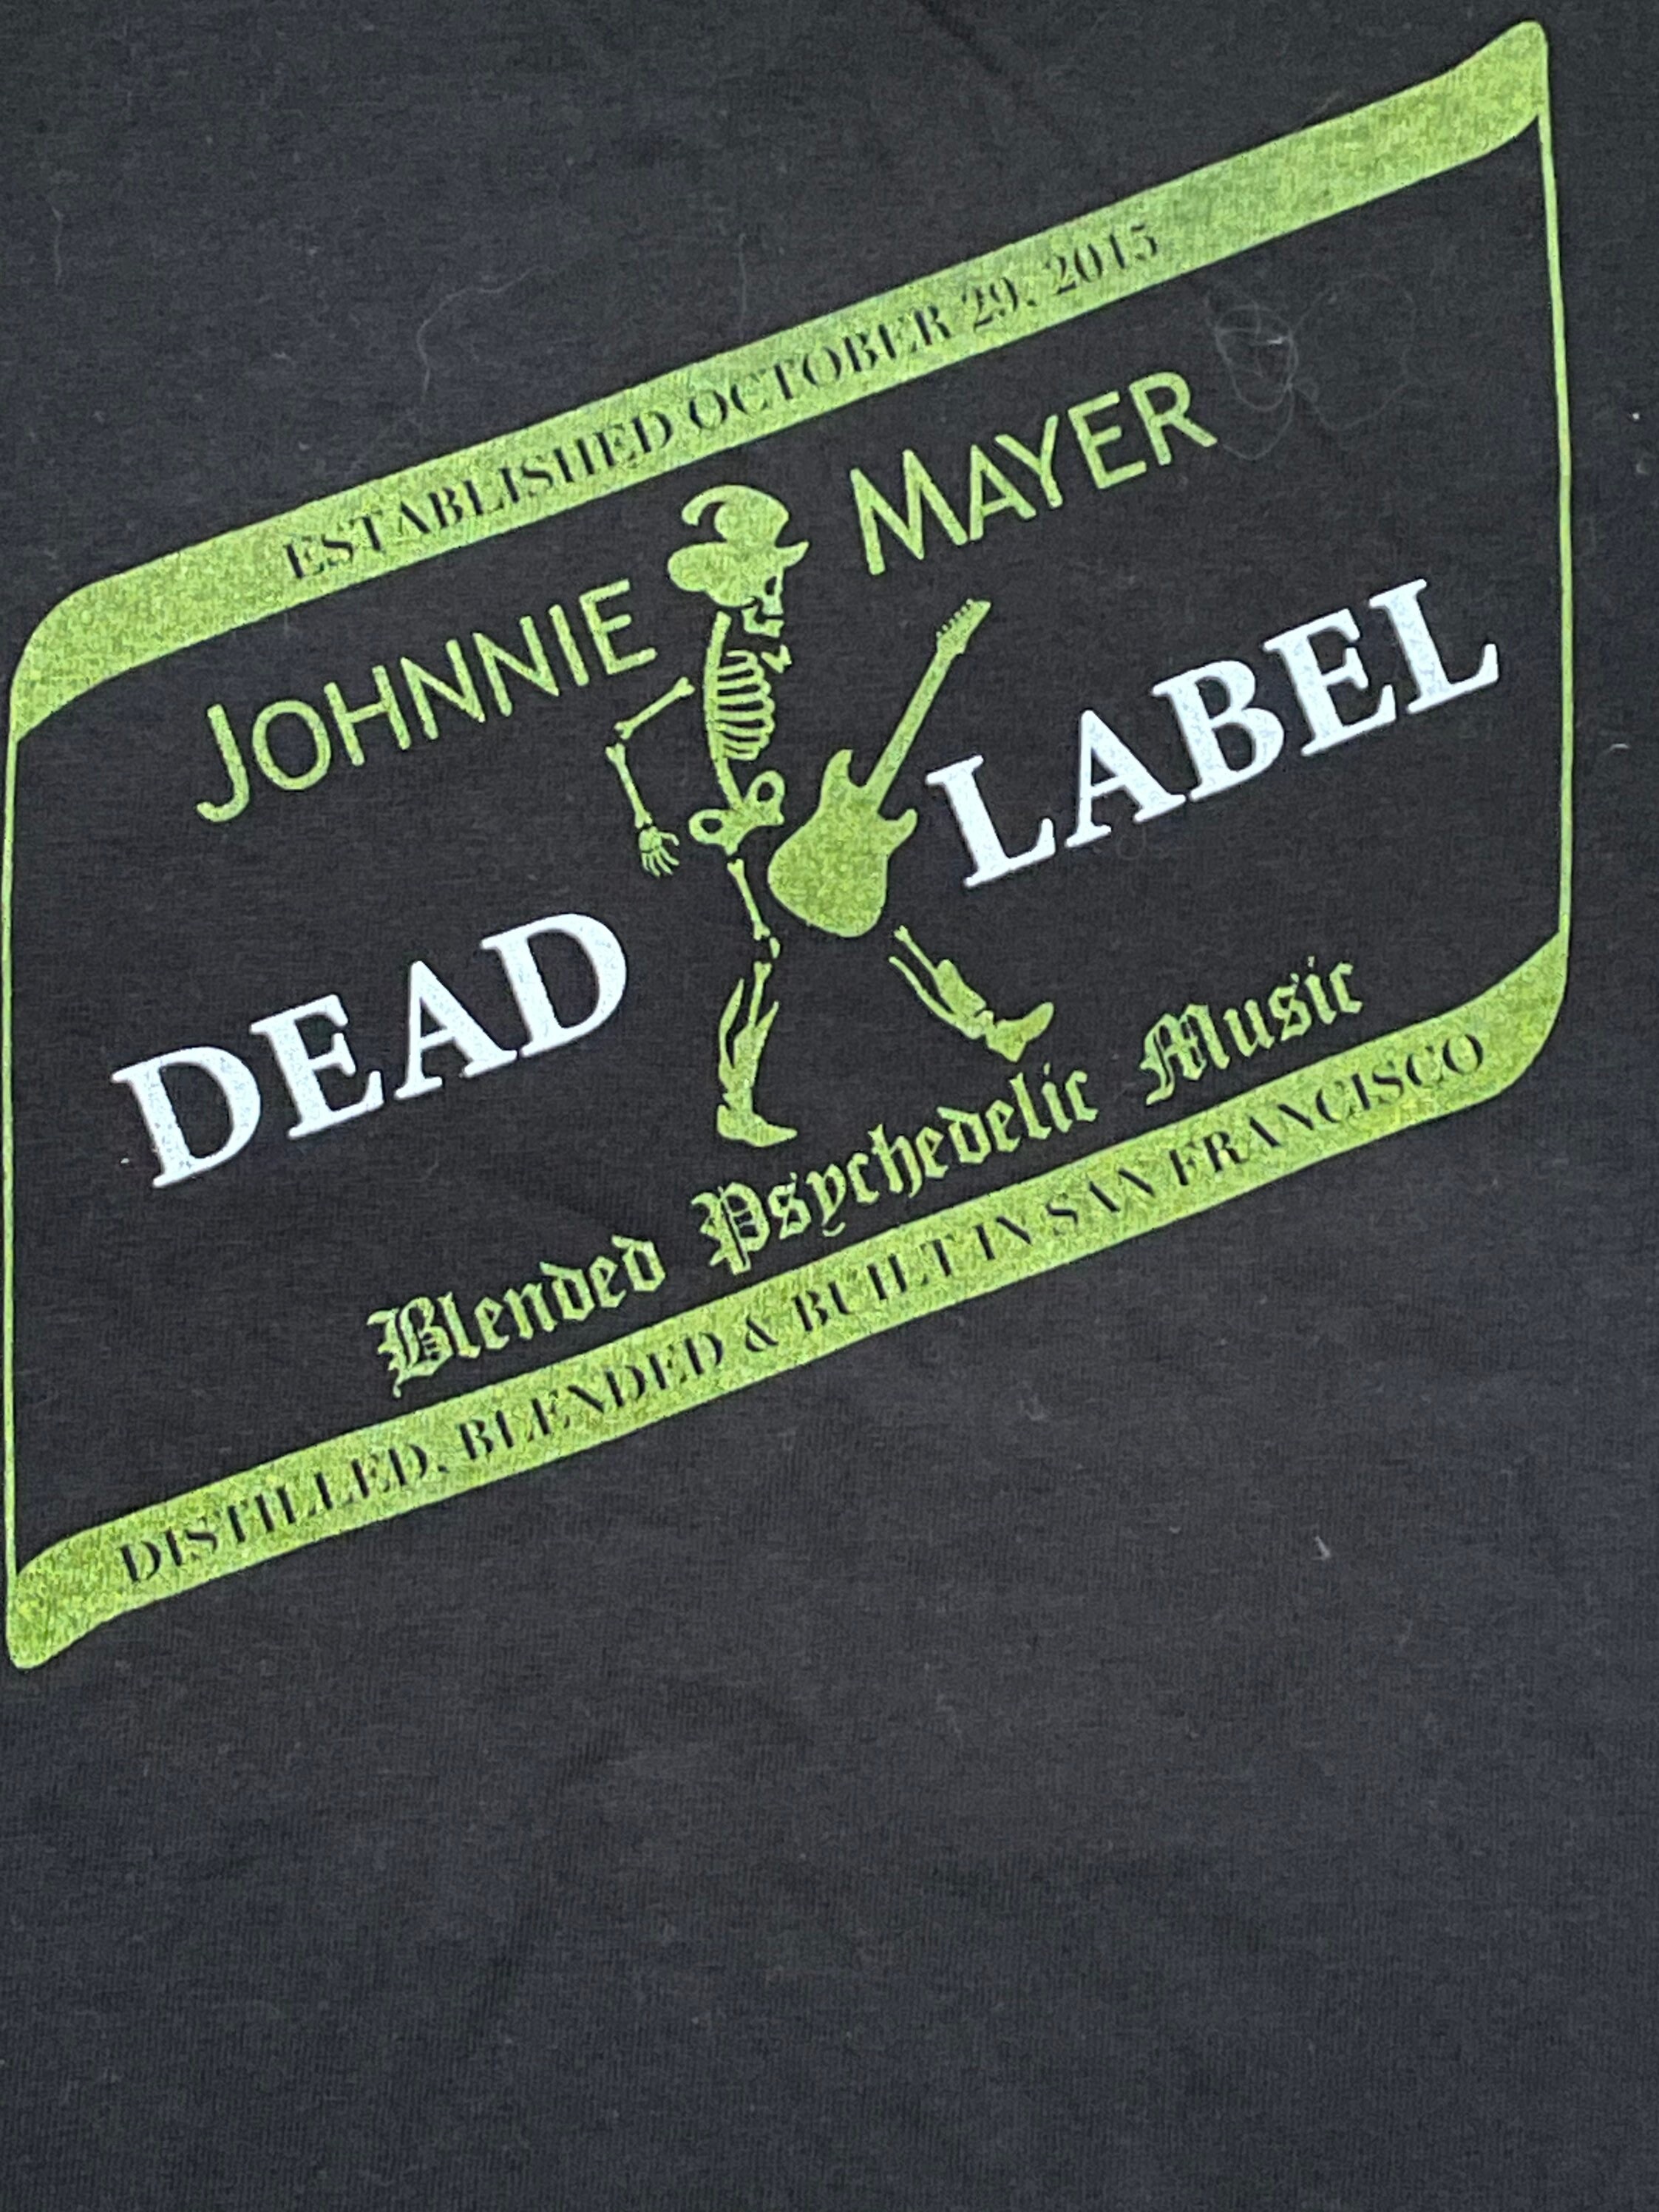 ESTABLISHED OCTOBER 29, 2015
JOHNNIE MAYER
DEAD LABEL
Blended Psychedelic Music
DISTILLED, BLENDED & BUILT IN SAN FRANCISCO